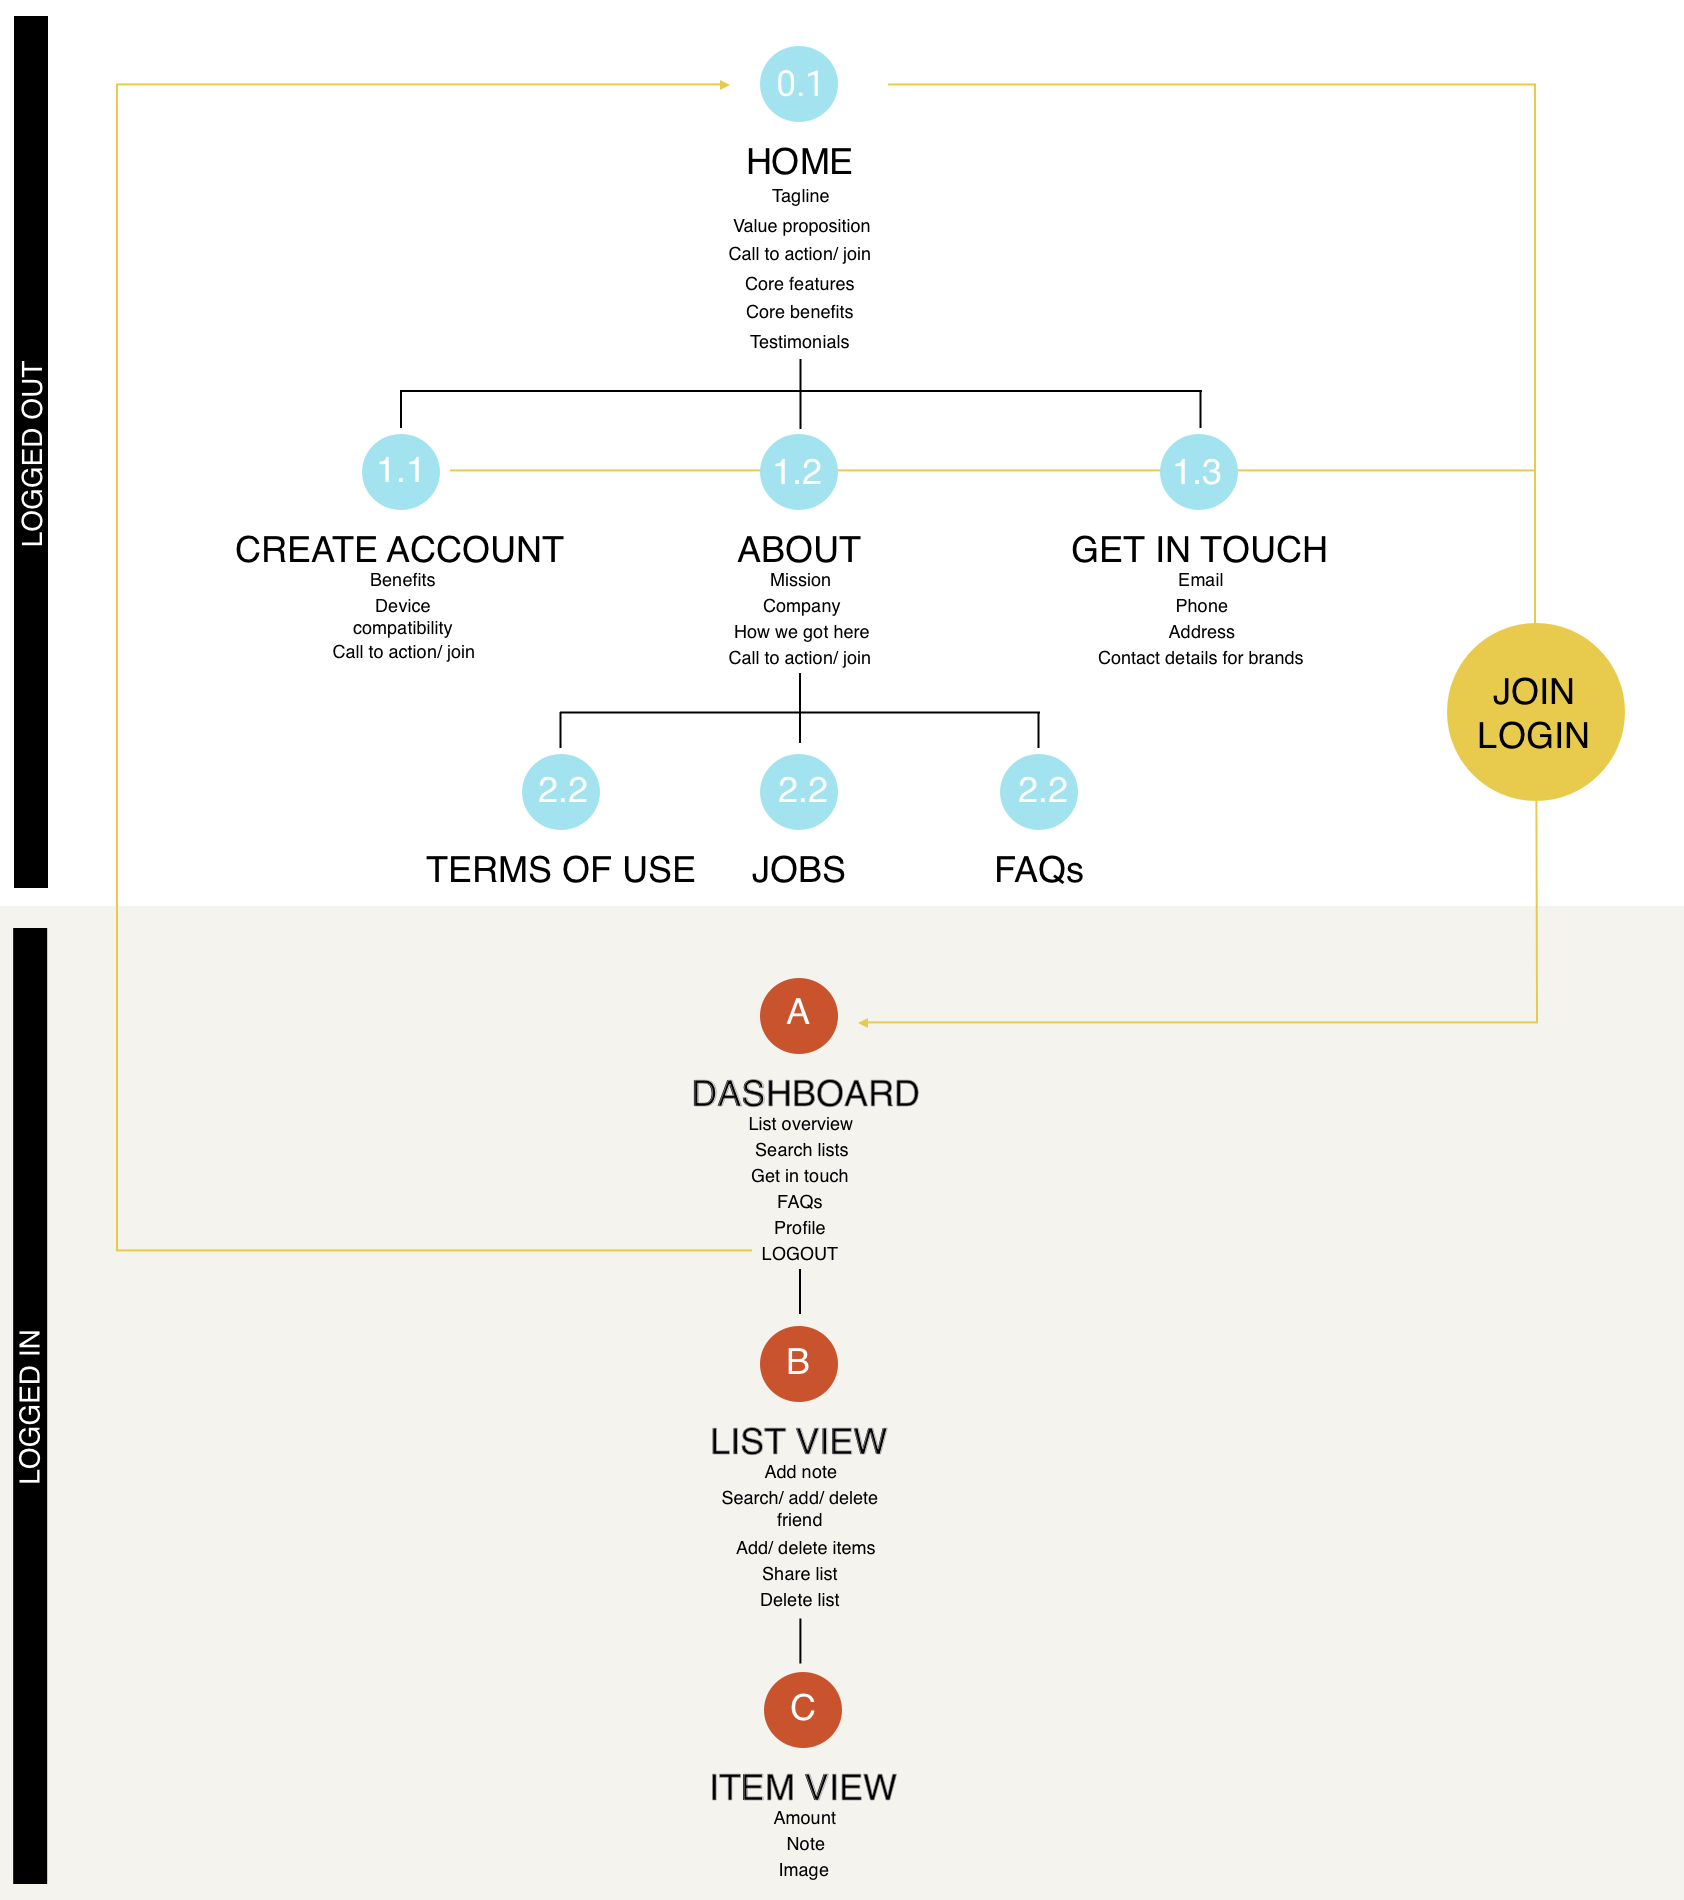 LOGGED OUT
0.1
HOME
Tagline
Value proposition
Call to action/ join
Core features
Core benefits
Testimonials
1.1
CREATE ACCOUNT
Benefits
Device
compatibility
Call to action/ join
1.2
ABOUT
Mission
Company
How we got here
Call to action/ join
1.3
GET IN TOUCH
Email
Phone
Address
Contact details for brands
JOIN
LOGIN
2.2
TERMS OF USE
2.2
JOBS
2.2
FAQs
LOGGED IN
A
DASHBOARD
List overview
Search lists
Get in touch
FAQs
Profile
LOGOUT
B
LIST VIEW
Add note
Search/ add/ delete
friend
Add/ delete items
Share list
Delete list
C
ITEM VIEW
Amount
Note
Image